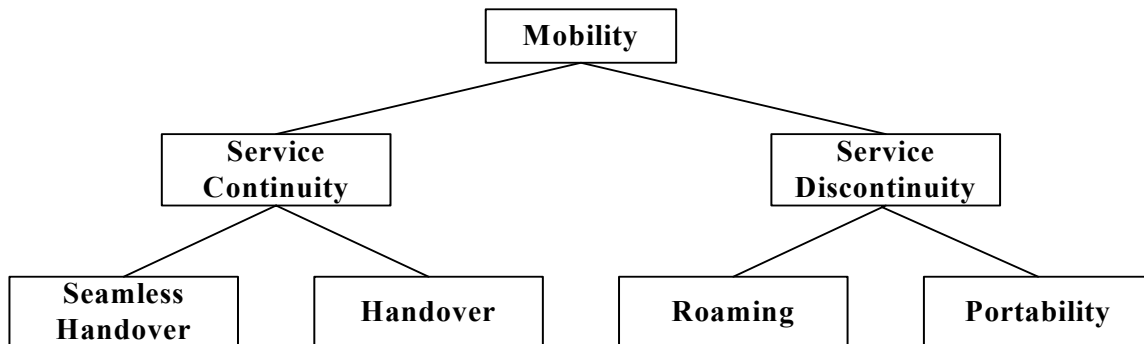 Mobility
Service
Continuity
Service
Discontinuity
Seamless
Handover
Handover
Roaming
Portability